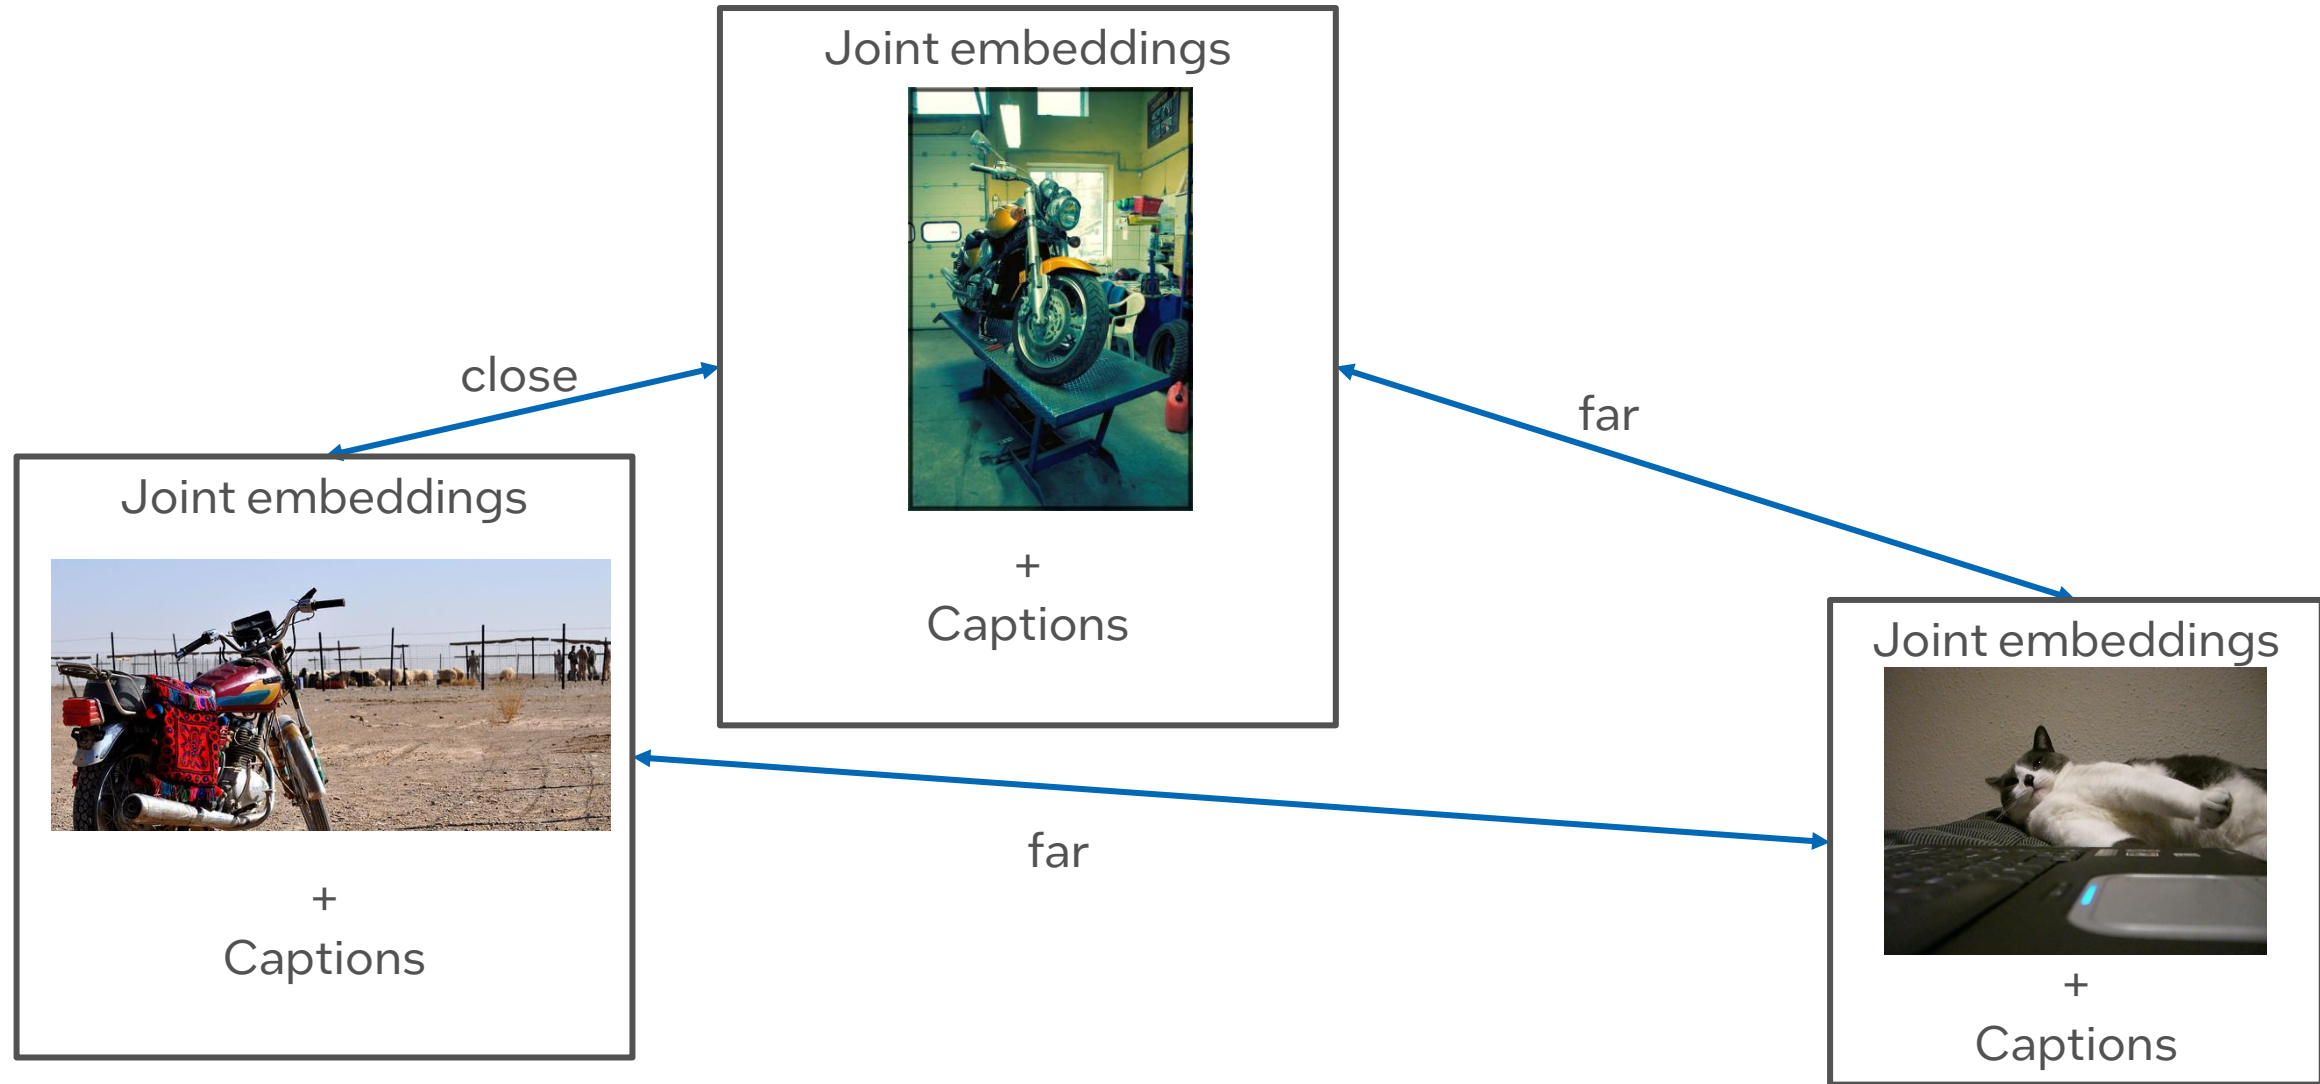 Joint embeddings
+
Captions
close
far
Joint embeddings
+
Captions
far
Joint embeddings
+
Captions